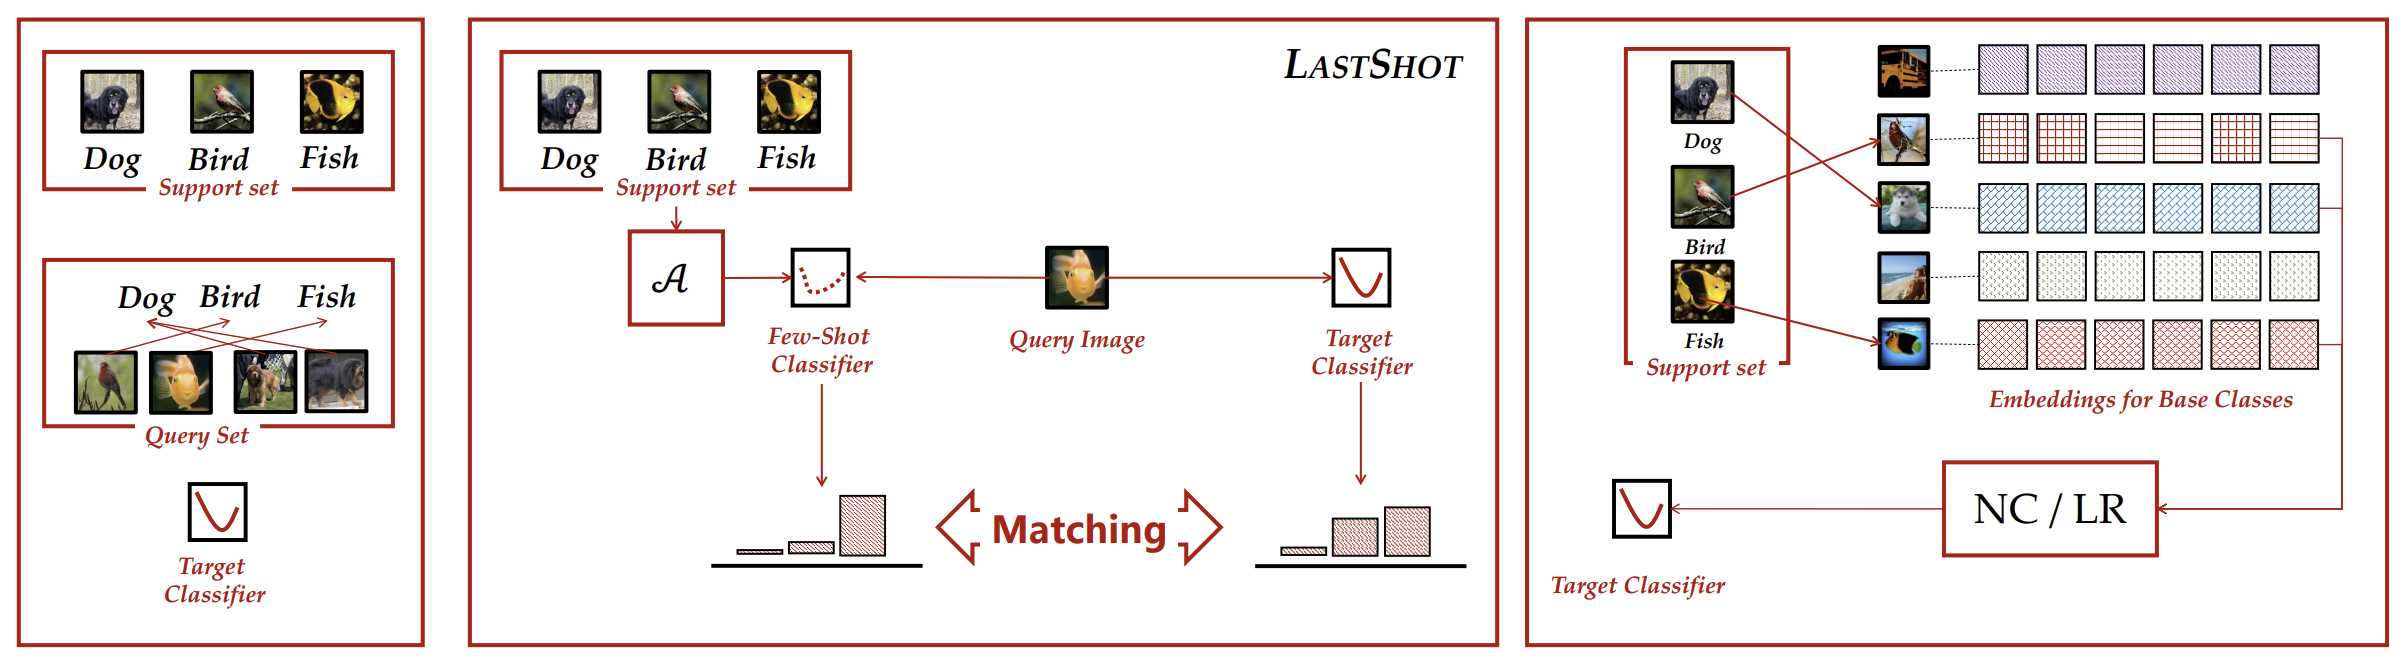 Dog Bird Fish
Support set
Dog Bird Fish
Query Set
Target
Classifier
LASTSHOT
Dog Bird Fish
Support set
𝒜
Few-Shot
Classifier
Query Image
Target
Classifier
Matching
Dog
Bird
Fish
Support set
Embeddings for Base Classes
NC / LR
Target Classifier